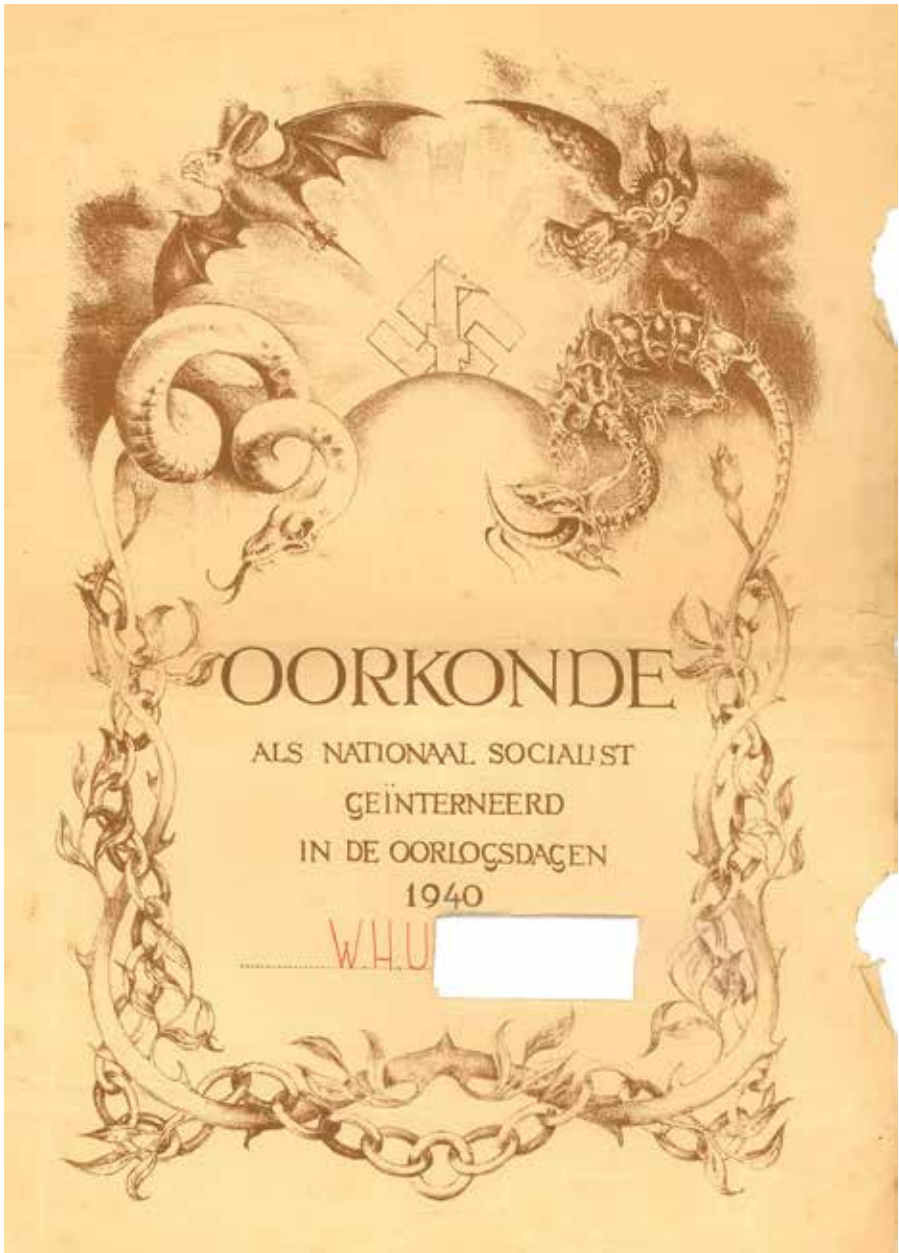 OORKONDE
ALS NATIONAAL SOCIALIST
GEÏNTERNEERD
IN DE OORLOGSDAGEN
1940
W.H.U